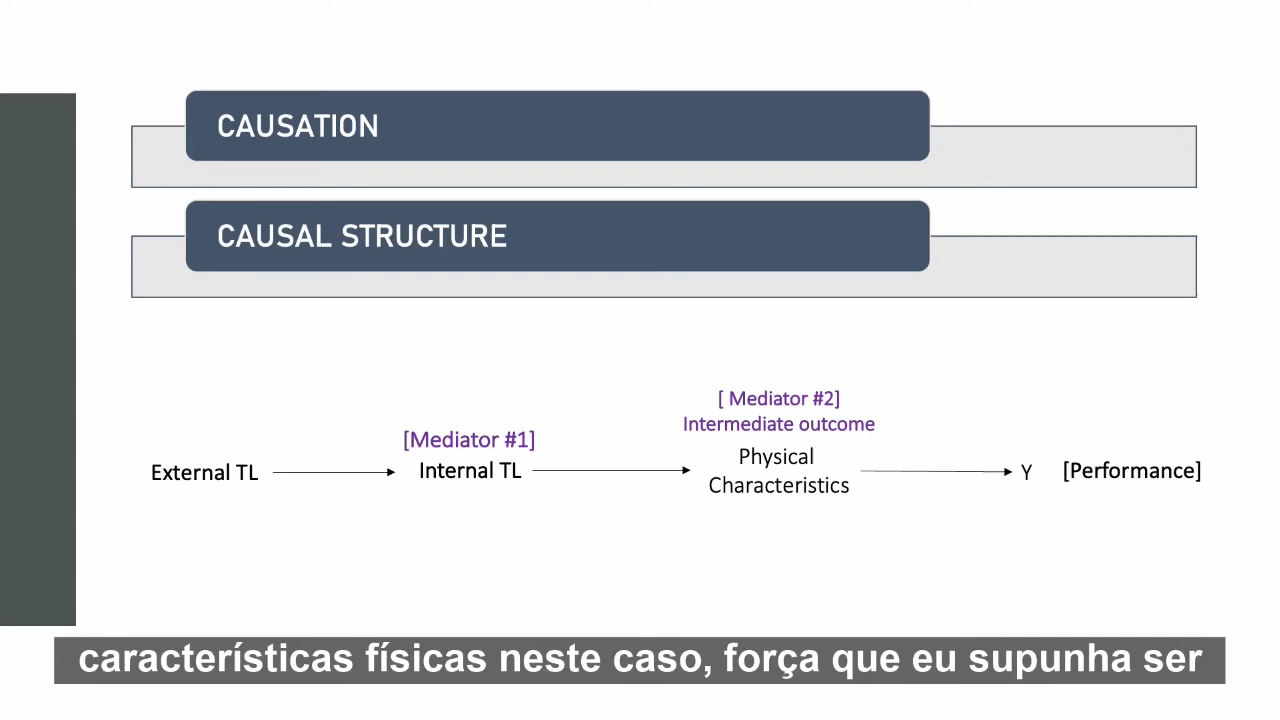 CAUSATION
CAUSAL STRUCTURE
[ Mediator #2]
Intermediate outcome
[Mediator #1]
External TL
Internal TL
Physical
Characteristics
Y
[Performance]
características físicas neste caso, força que eu supunha ser